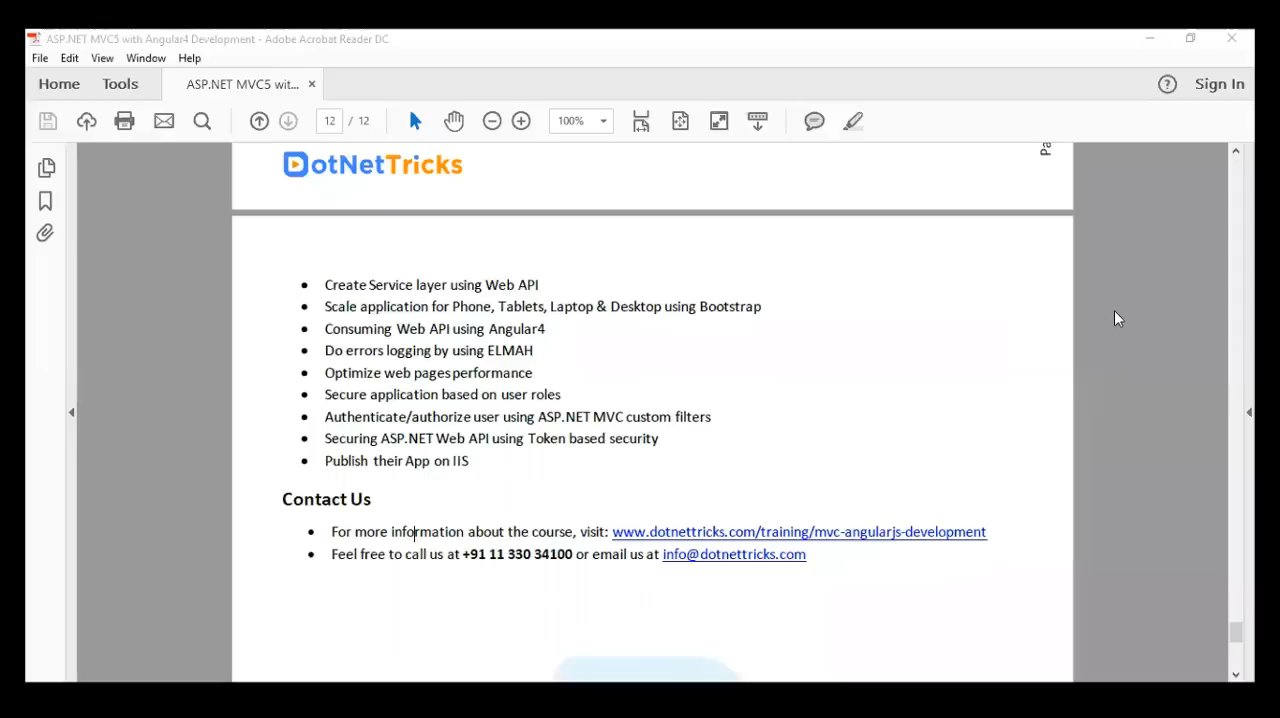 ASP.NET MVC5 with Angular4 Development - Adobe Acrobat Reader DC
File Edit View Window Help
Home Tools ASP.NET MVC5 wit... Sign In
12 / 12 100%
DotNetTricks
Pa
• Create Service layer using Web API
• Scale application for Phone, Tablets, Laptop & Desktop using Bootstrap
• Consuming Web API using Angular4
• Do errors logging by using ELMAH
• Optimize web pages performance
• Secure application based on user roles
• Authenticate/authorize user using ASP.NET MVC custom filters
• Securing ASP.NET Web API using Token based security
• Publish their App on IIS
Contact Us
• For more information about the course, visit: www.dotnettricks.com/training/mvc-angularjs-development
• Feel free to call us at +91 11 330 34100 or email us at info@dotnettricks.com